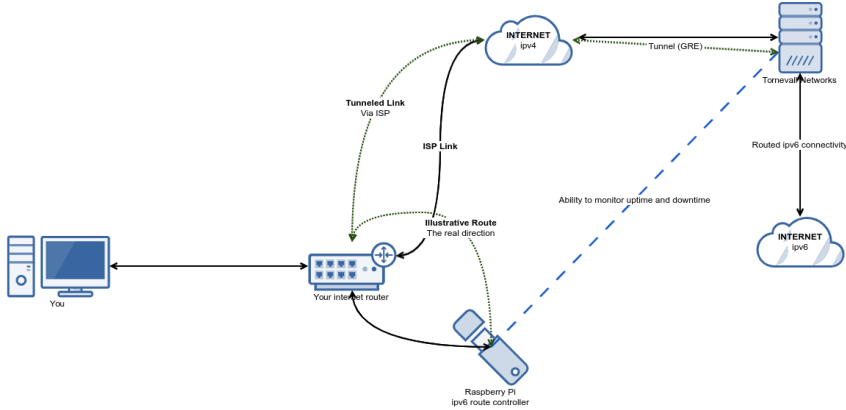 INTERNET
ipv4
Tunnel (GRE)
Tornevall Networks
Tunneled Link
Via ISP
ISP Link
Routed ipv6 connectivity
Ability to monitor uptime and downtime
Illustrative Route
The real direction
INTERNET
ipv6
Your internet router
You
Raspberry Pi
ipv6 route controller